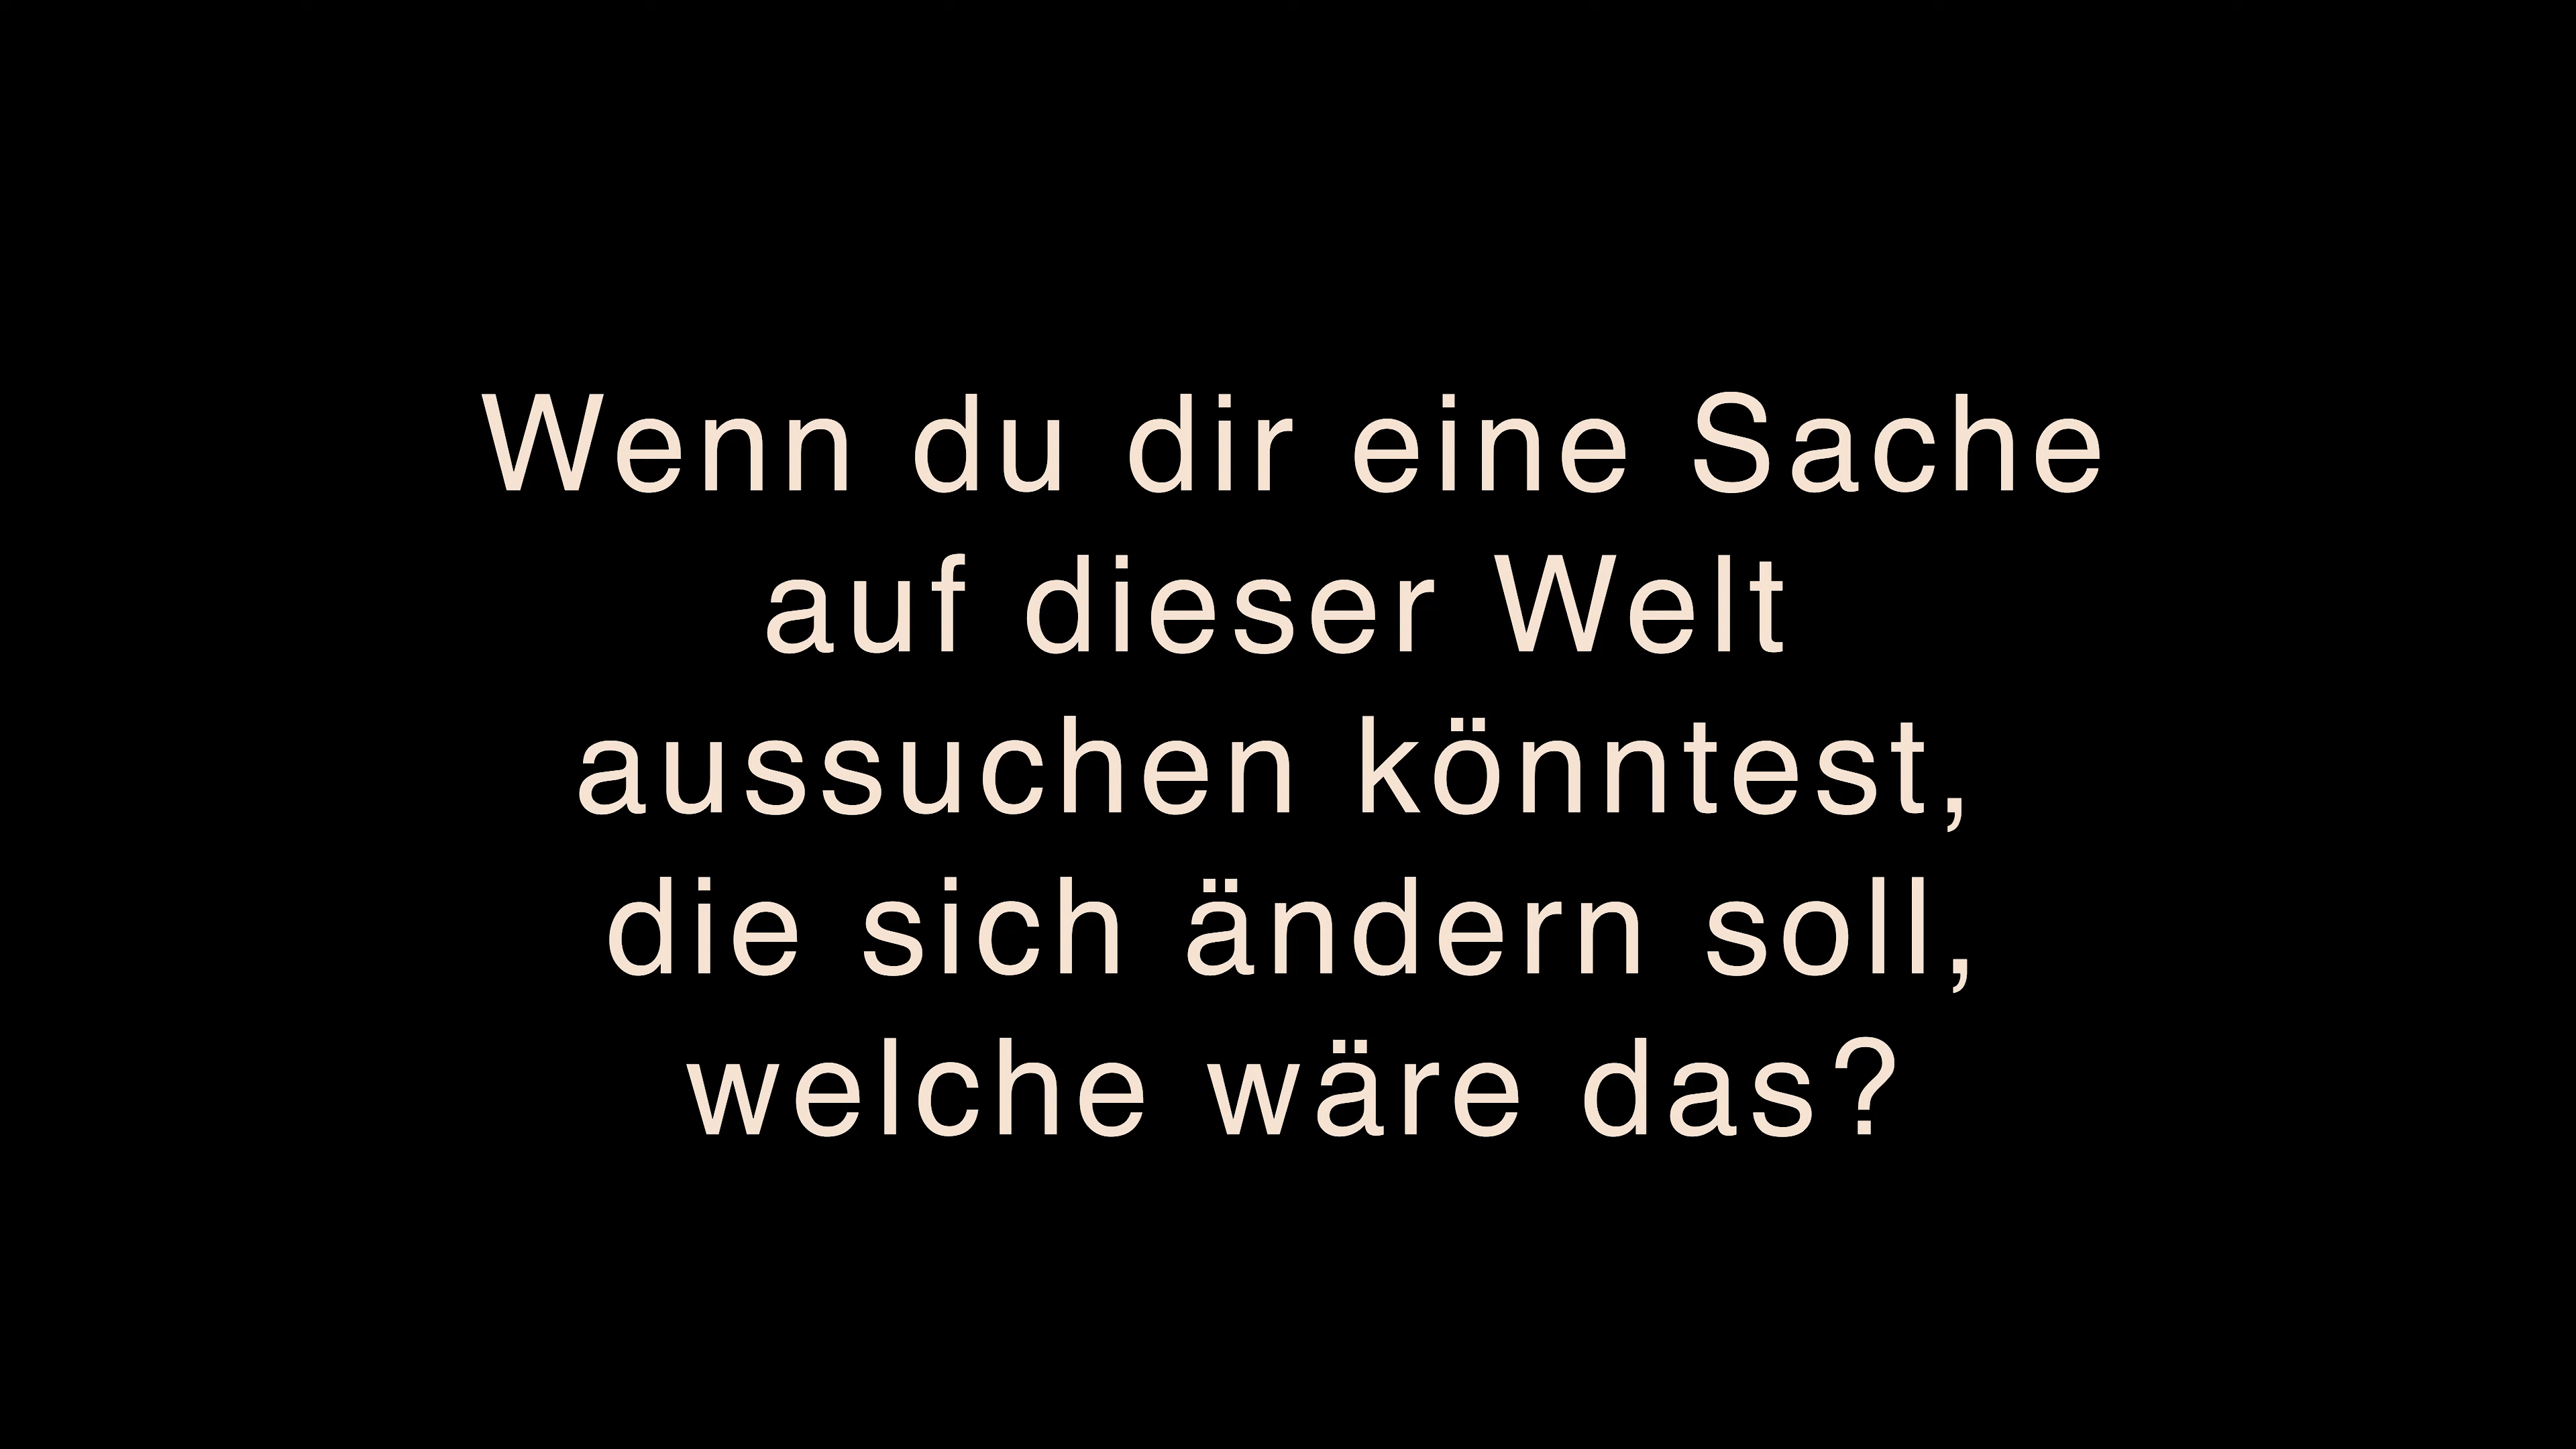 Wenn du dir eine Sache
auf dieser Welt
aussuchen könntest,
die sich ändern soll,
welche wäre das?